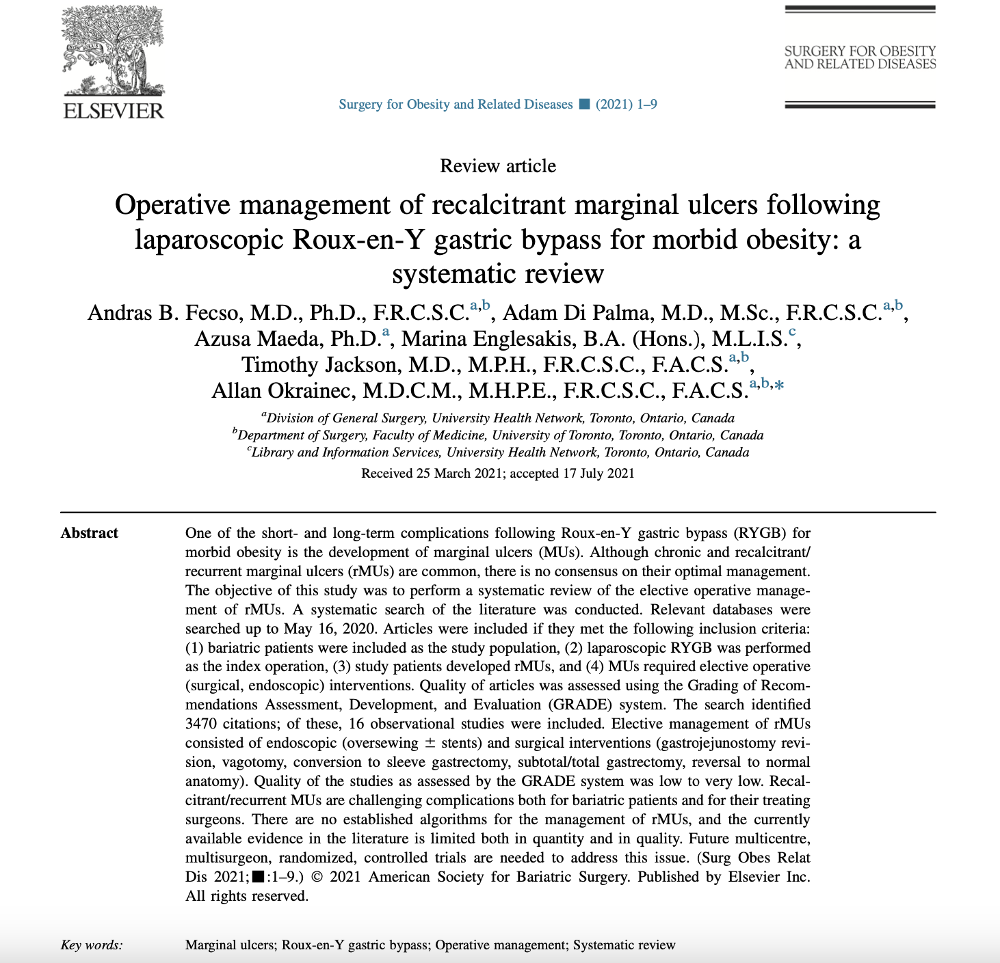 NON SOLUS
ELSEVIER
SURGERY FOR OBESITY
AND RELATED DISEASES
Surgery for Obesity and Related Diseases ■ (2021) 1–9
Review article
Operative management of recalcitrant marginal ulcers following
laparoscopic Roux-en-Y gastric bypass for morbid obesity: a
systematic review
Andras B. Fecso, M.D., Ph.D., F.R.C.S.C.a,b, Adam Di Palma, M.D., M.Sc., F.R.C.S.C.a,b,
Azusa Maeda, Ph.D.a, Marina Englesakis, B.A. (Hons.), M.L.I.S.c,
Timothy Jackson, M.D., M.P.H., F.R.C.S.C., F.A.C.S.a,b,
Allan Okrainec, M.D.C.M., M.H.P.E., F.R.C.S.C., F.A.C.S.a,b,*
aDivision of General Surgery, University Health Network, Toronto, Ontario, Canada
bDepartment of Surgery, Faculty of Medicine, University of Toronto, Toronto, Ontario, Canada
cLibrary and Information Services, University Health Network, Toronto, Ontario, Canada
Received 25 March 2021; accepted 17 July 2021
Abstract
One of the short- and long-term complications following Roux-en-Y gastric bypass (RYGB) for
morbid obesity is the development of marginal ulcers (MUs). Although chronic and recalcitrant/
recurrent marginal ulcers (rMUs) are common, there is no consensus on their optimal management.
The objective of this study was to perform a systematic review of the elective operative manage-
ment of rMUs. A systematic search of the literature was conducted. Relevant databases were
searched up to May 16, 2020. Articles were included if they met the following inclusion criteria:
(1) bariatric patients were included as the study population, (2) laparoscopic RYGB was performed
as the index operation, (3) study patients developed rMUs, and (4) MUs required elective operative
(surgical, endoscopic) interventions. Quality of articles was assessed using the Grading of Recom-
mendations Assessment, Development, and Evaluation (GRADE) system. The search identified
3470 citations; of these, 16 observational studies were included. Elective management of rMUs
consisted of endoscopic (oversewing ± stents) and surgical interventions (gastrojejunostomy revi-
sion, vagotomy, conversion to sleeve gastrectomy, subtotal/total gastrectomy, reversal to normal
anatomy). Quality of the studies as assessed by the GRADE system was low to very low. Recal-
citrant/recurrent MUs are challenging complications both for bariatric patients and for their treating
surgeons. There are no established algorithms for the management of rMUs, and the currently
available evidence in the literature is limited both in quantity and in quality. Future multicentre,
multisurgeon, randomized, controlled trials are needed to address this issue. (Surg Obes Relat
Dis 2021;■:1–9.) © 2021 American Society for Bariatric Surgery. Published by Elsevier Inc.
All rights reserved.
Key words:
Marginal ulcers; Roux-en-Y gastric bypass; Operative management; Systematic review